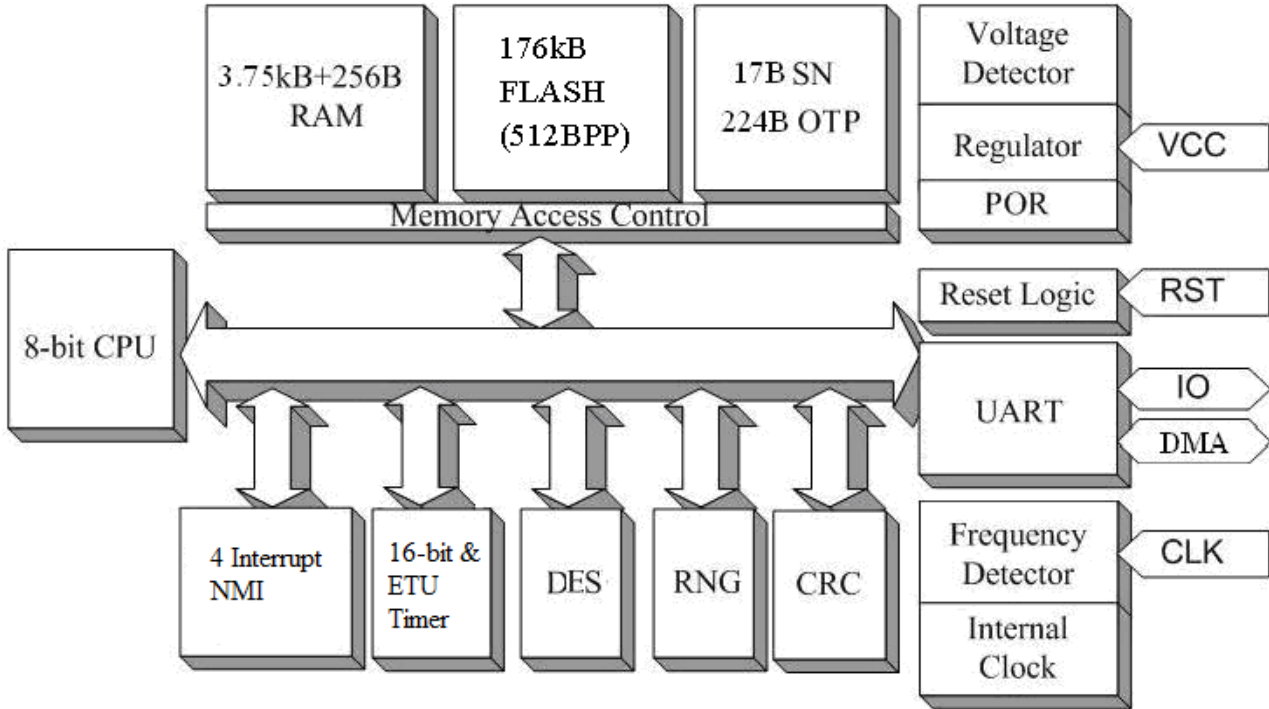 3.75kB+256B
RAM
176kB
FLASH
(512BPP)
17B SN
224B OTP
Memory Access Control
Voltage
Detector
Regulator
POR
VCC
8-bit CPU
Reset Logic
RST
UART
IO
DMA
4 Interrupt
NMI
16-bit &
ETU
Timer
DES
RNG
CRC
Frequency
Detector
Internal
Clock
CLK